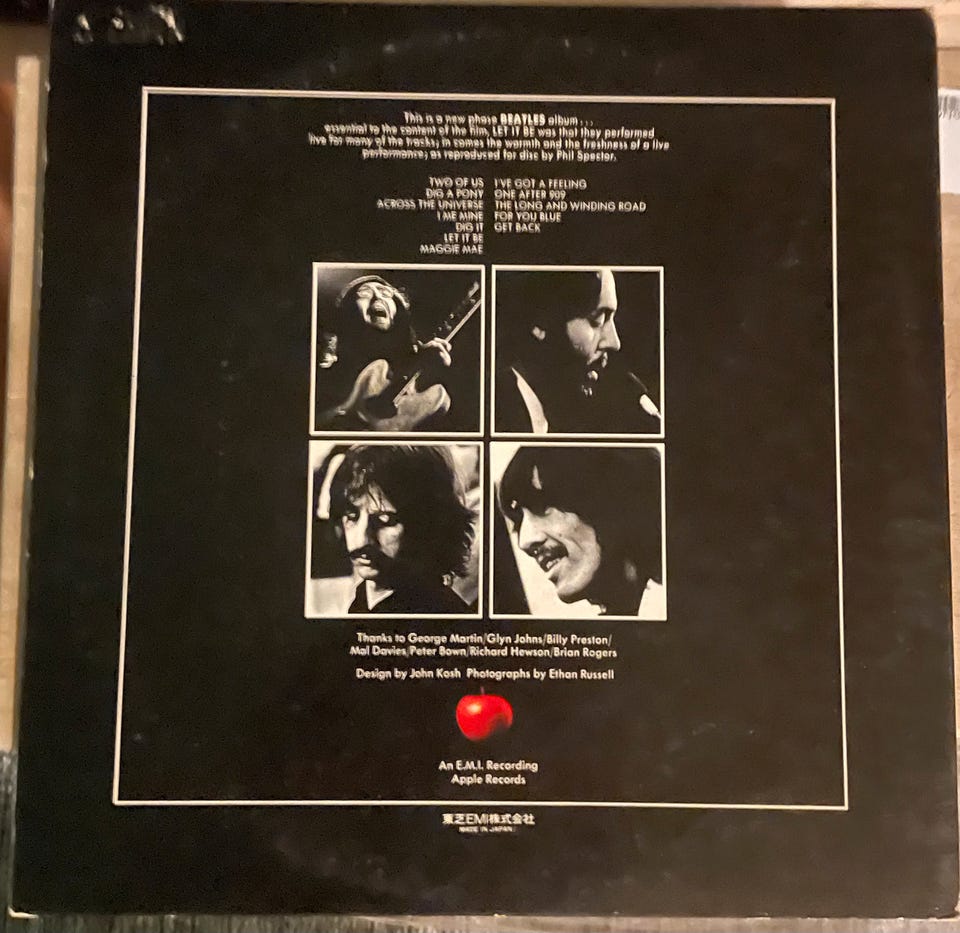 This is a new phase BEATLES album . . .
essential to the content of the film, LET IT BE was that they performed
live for many of the tracks; in comes the warmth and the freshness of a live
performance; as reproduced for disc by Phil Spector.
TWO OF US
DIG A PONY
ACROSS THE UNIVERSE
I ME MINE
DIG IT
LET IT BE
MAGGIE MAE
I'VE GOT A FEELING
ONE AFTER 909
THE LONG AND WINDING ROAD
FOR YOU BLUE
GET BACK
Thanks to George Martin/Glyn Johns/Billy Preston/
Mal Davies/Peter Bown/Richard Hewson/Brian Rogers
Design by John Kosh Photographs by Ethan Russell
An E.M.I. Recording
Apple Records
東芝EMI株式会社
MADE IN JAPAN